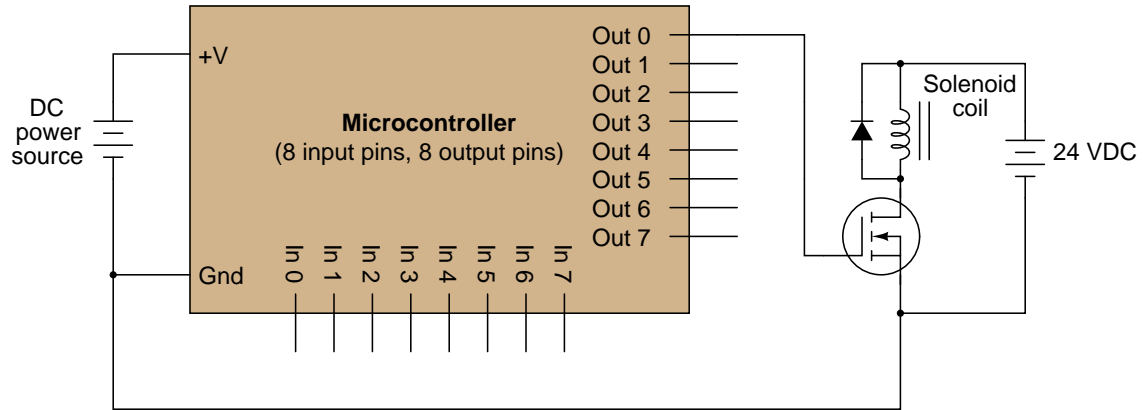 +V
Gnd
DC
power
source
Microcontroller
(8 input pins, 8 output pins)
Out 0
Out 1
Out 2
Out 3
Out 4
Out 5
Out 6
Out 7
In 0
In 1
In 2
In 3
In 4
In 5
In 6
In 7
Solenoid
coil
24 VDC